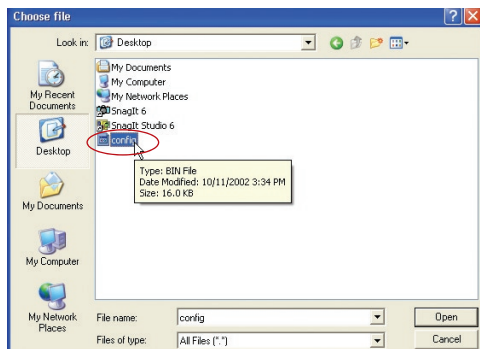 Choose file
Look in:
Desktop
My Recent
Documents
Desktop
My Documents
My Computer
My Network
Places
My Documents
My Computer
My Network Places
SnagIt 6
SnagIt Studio 6
config
Type: BIN File
Date Modified: 10/11/2002 3:34 PM
Size: 16.0 KB
File name:
config
Open
Files of type:
All Files (*.*)
Cancel